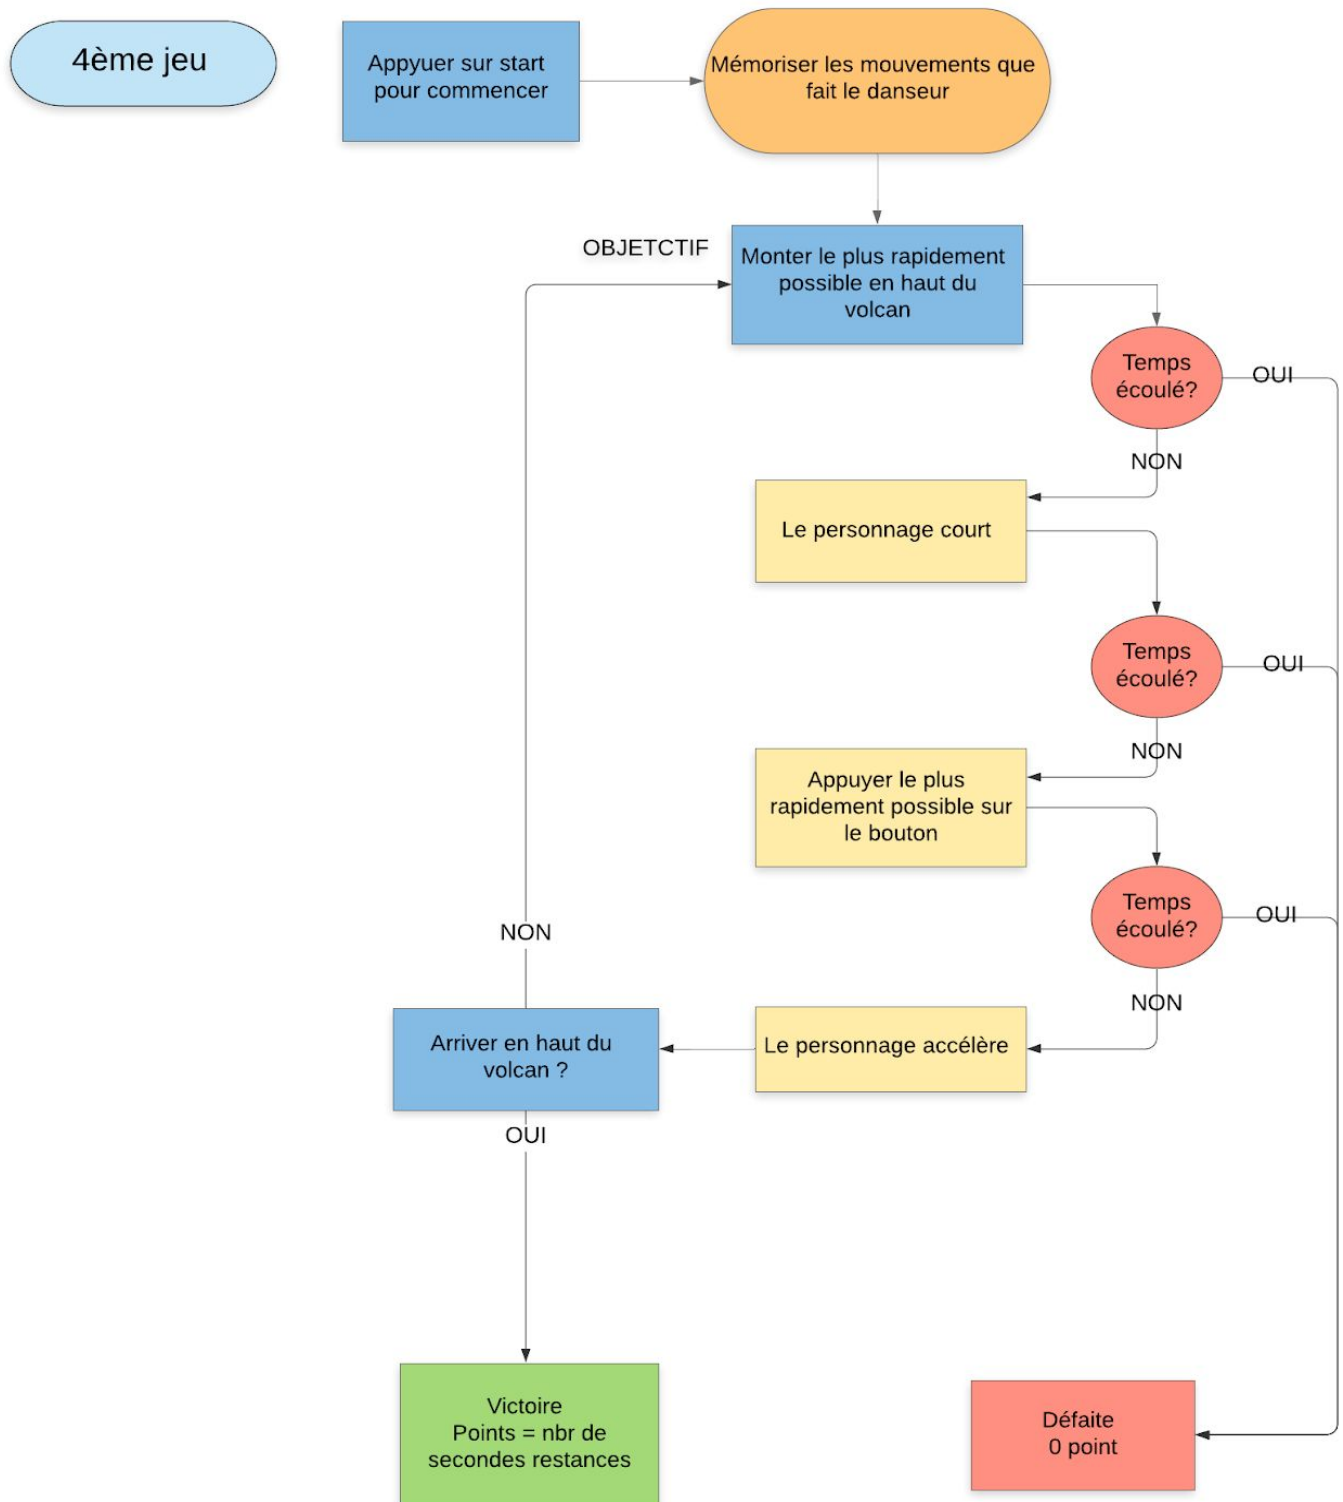 4ème jeu
Appyuer sur start
pour commencer
Mémoriser les mouvements que
fait le danseur
OBJETCTIF
Monter le plus rapidement
possible en haut du
volcan
Temps
écoulé?
OUI
NON
Le personnage court
Temps
écoulé?
OUI
NON
Appuyer le plus
rapidement possible sur
le bouton
Temps
écoulé?
OUI
NON
NON
Le personnage accélère
Arriver en haut du
volcan ?
OUI
Victoire
Points = nbr de
secondes restances
Défaite
0 point